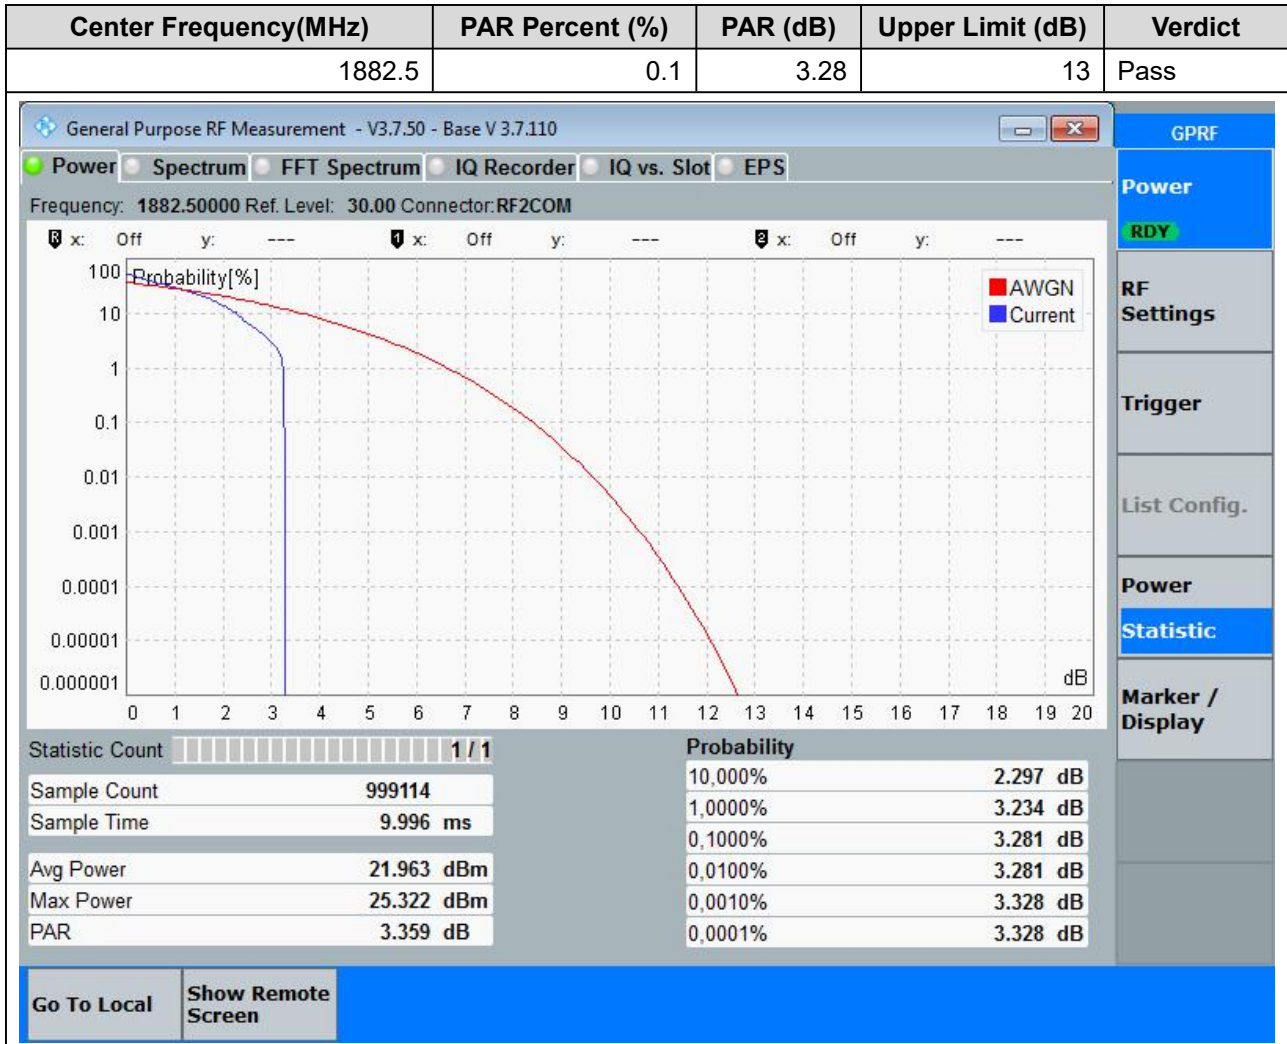 Center Frequency(MHz) PAR Percent (%) PAR (dB) Upper Limit (dB) Verdict
1882.5 0.1 3.28 13 Pass
General Purpose RF Measurement - V3.7.50 - Base V 3.7.110
GPRF
Power Spectrum FFT Spectrum IQ Recorder IQ vs. Slot EPS
Frequency: 1882.50000 Ref. Level: 30.00 Connector:RF2COM
R x: Off y: --- 1 x: Off y: --- 2 x: Off y: ---
Probability[%]
AWGN
Current
100
10
1
0.1
0.01
0.001
0.0001
0.00001
0.000001
dB
0 1 2 3 4 5 6 7 8 9 10 11 12 13 14 15 16 17 18 19 20
Statistic Count 1 / 1
Sample Count 999114
Sample Time 9.996 ms
Avg Power 21.963 dBm
Max Power 25.322 dBm
PAR 3.359 dB
Probability
10,000% 2.297 dB
1,0000% 3.234 dB
0,1000% 3.281 dB
0,0100% 3.281 dB
0,0010% 3.328 dB
0,0001% 3.328 dB
Power
RDY
RF
Settings
Trigger
List Config.
Power
Statistic
Marker /
Display
Go To Local
Show Remote
Screen